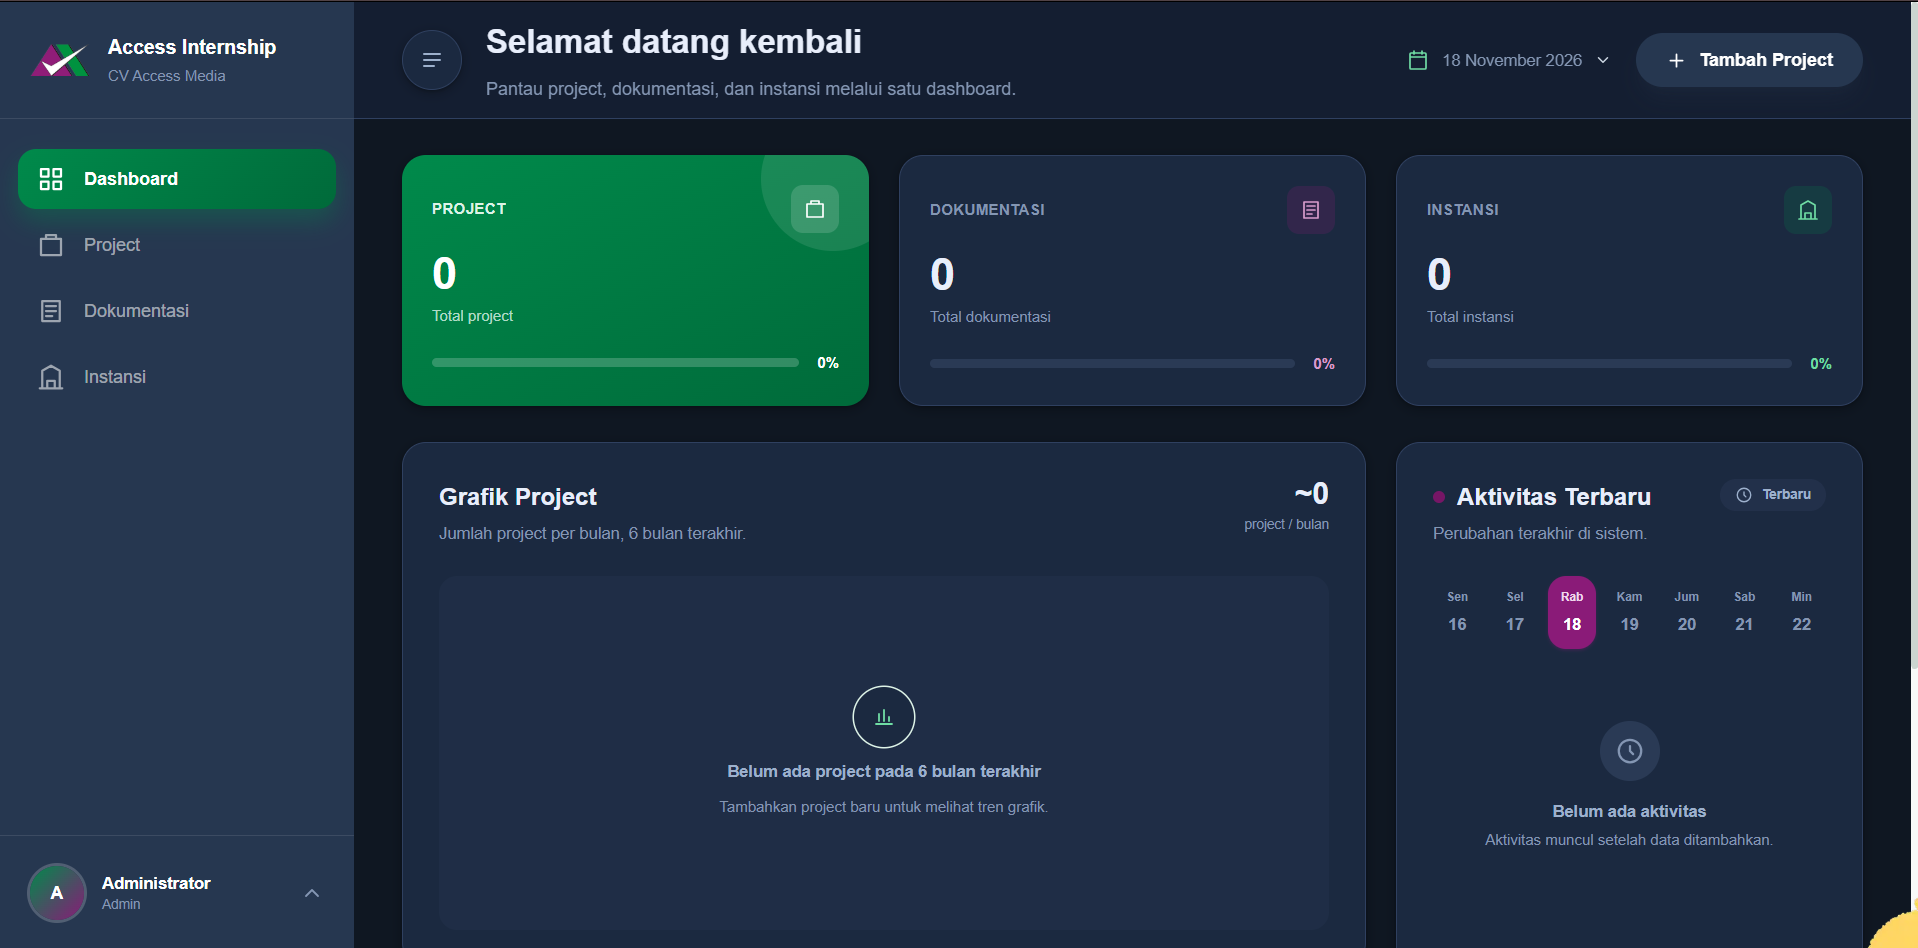 Access Internship
CV Access Media
Dashboard
Project
Dokumentasi
Instansi
A
Administrator
Admin
Selamat datang kembali
Pantau project, dokumentasi, dan instansi melalui satu dashboard.
18 November 2026
+ Tambah Project
PROJECT
0
Total project
0%
DOKUMENTASI
0
Total dokumentasi
0%
INSTANSI
0
Total instansi
0%
Grafik Project
Jumlah project per bulan, 6 bulan terakhir.
~0
project / bulan
Belum ada project pada 6 bulan terakhir
Tambahkan project baru untuk melihat tren grafik.
Aktivitas Terbaru
Terbaru
Perubahan terakhir di sistem.
Sen Sel Rab Kam Jum Sab Min
16 17 18 19 20 21 22
Belum ada aktivitas
Aktivitas muncul setelah data ditambahkan.